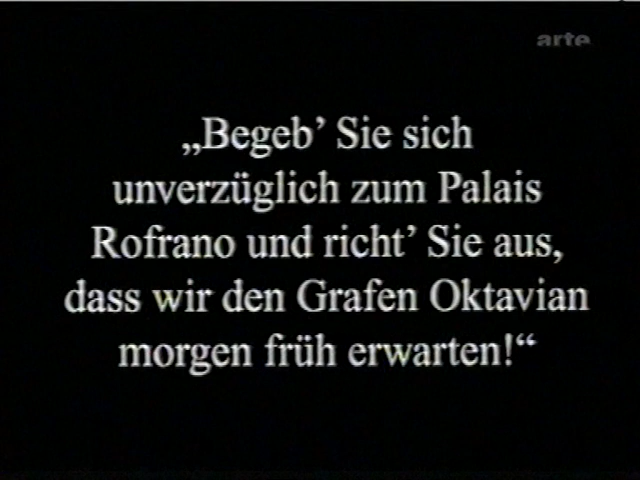 arte
„Begeb’ Sie sich
unverzüglich zum Palais
Rofrano und richt’ Sie aus,
dass wir den Grafen Oktavian
morgen früh erwarten!“